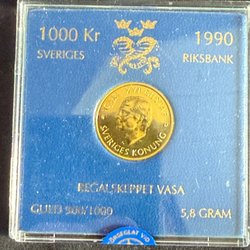 1000 Kr 1990
SVERIGES RIKSBANK
SVERIGES KONUNG
REGALSKEPPET VASA
GULD 900/1000 5,8 GRAM